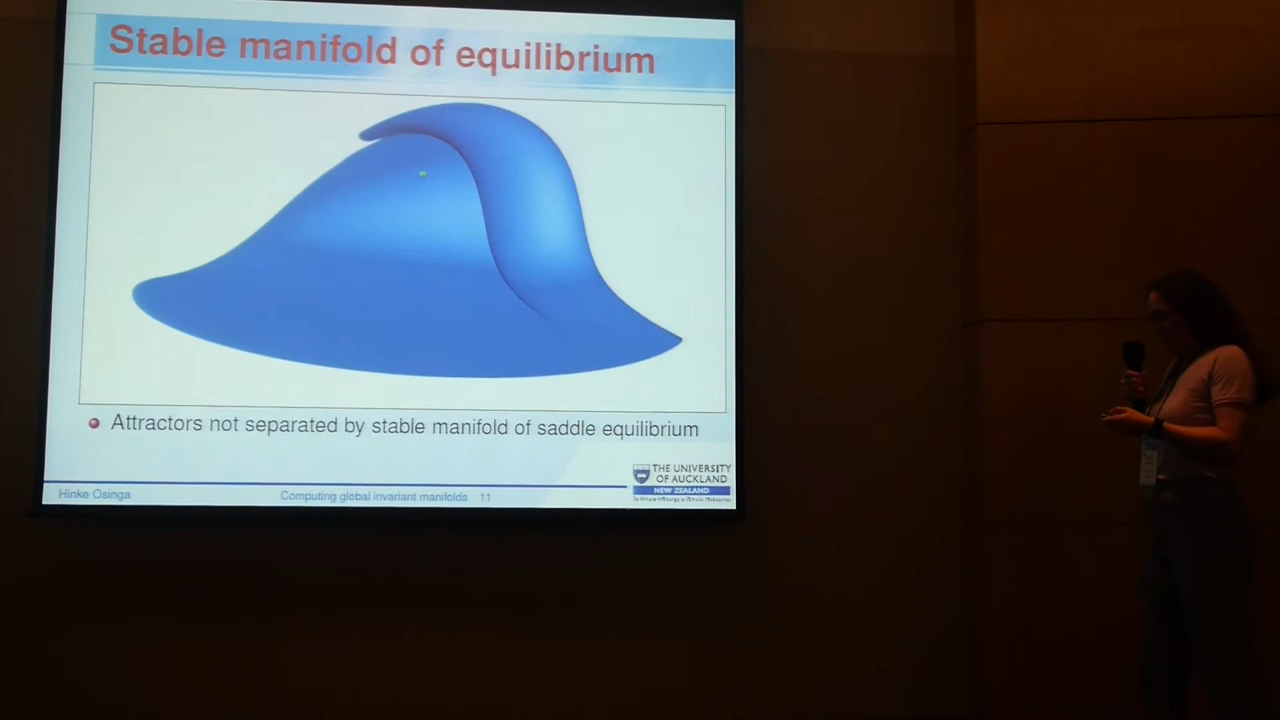 Stable manifold of equilibrium
Attractors not separated by stable manifold of saddle equilibrium
THE UNIVERSITY
OF AUCKLAND
NEW ZEALAND
Hinke Osinga
Computing global invariant manifolds 11